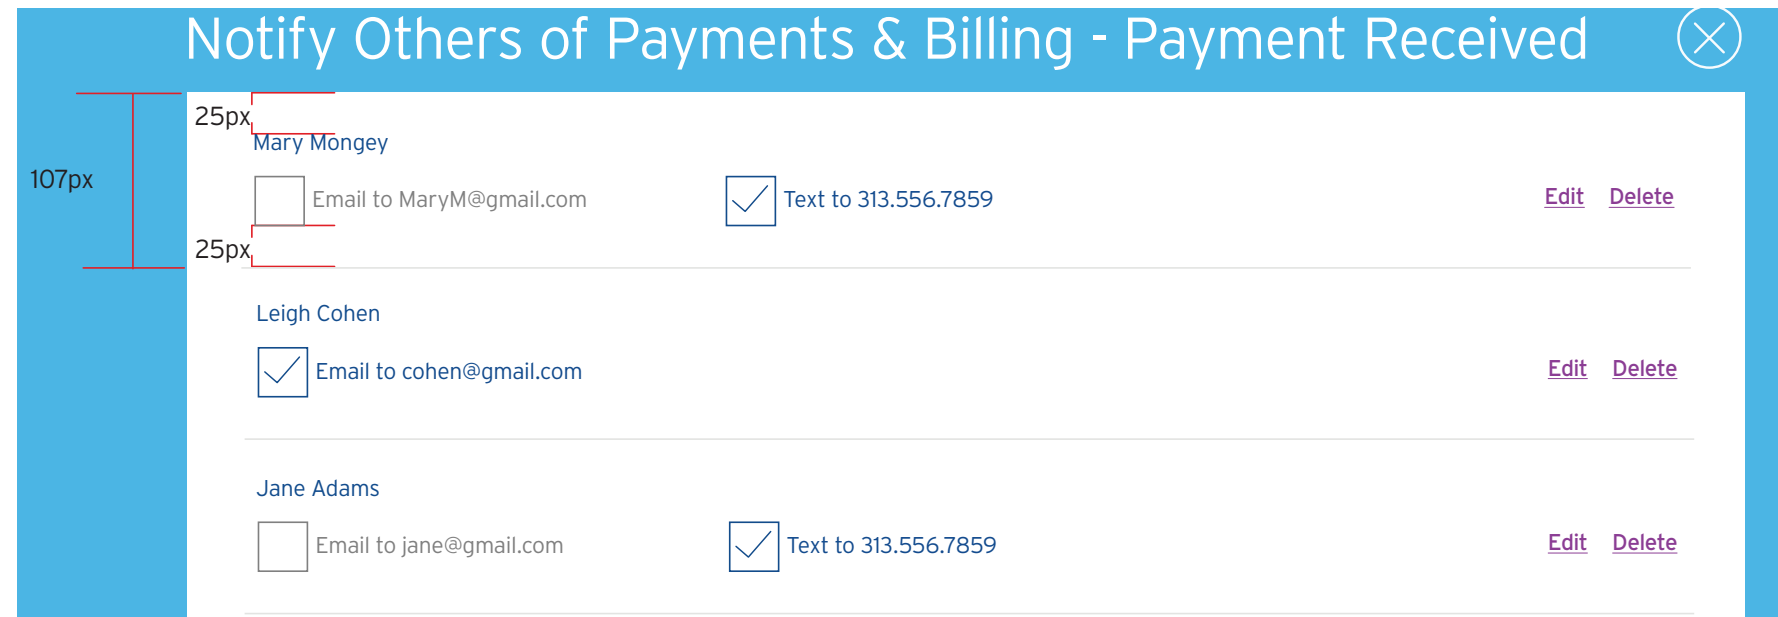 Notify Others of Payments & Billing - Payment Received
25px
Mary Mongey
107px
Email to MaryM@gmail.com Text to 313.556.7859 Edit Delete
25px
Leigh Cohen
Email to cohen@gmail.com Edit Delete
Jane Adams
Email to jane@gmail.com Text to 313.556.7859 Edit Delete